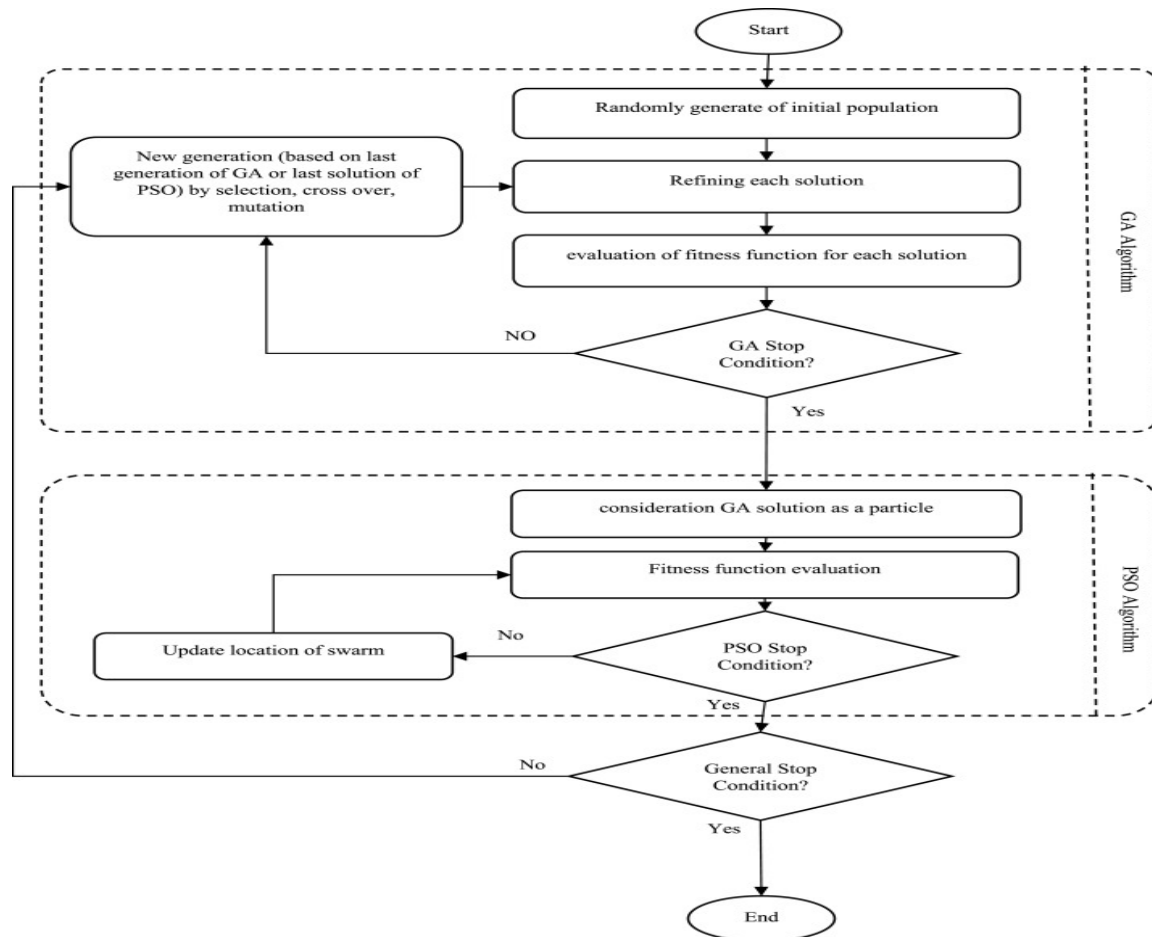 Start
Randomly generate of initial population
New generation (based on last
generation of GA or last solution of
PSO) by selection, cross over,
mutation
Refining each solution
evaluation of fitness function for each solution
NO
GA Stop
Condition?
Yes
GA Algorithm
consideration GA solution as a particle
Fitness function evaluation
Update location of swarm
No
PSO Stop
Condition?
Yes
PSO Algorithm
No
General Stop
Condition?
Yes
End